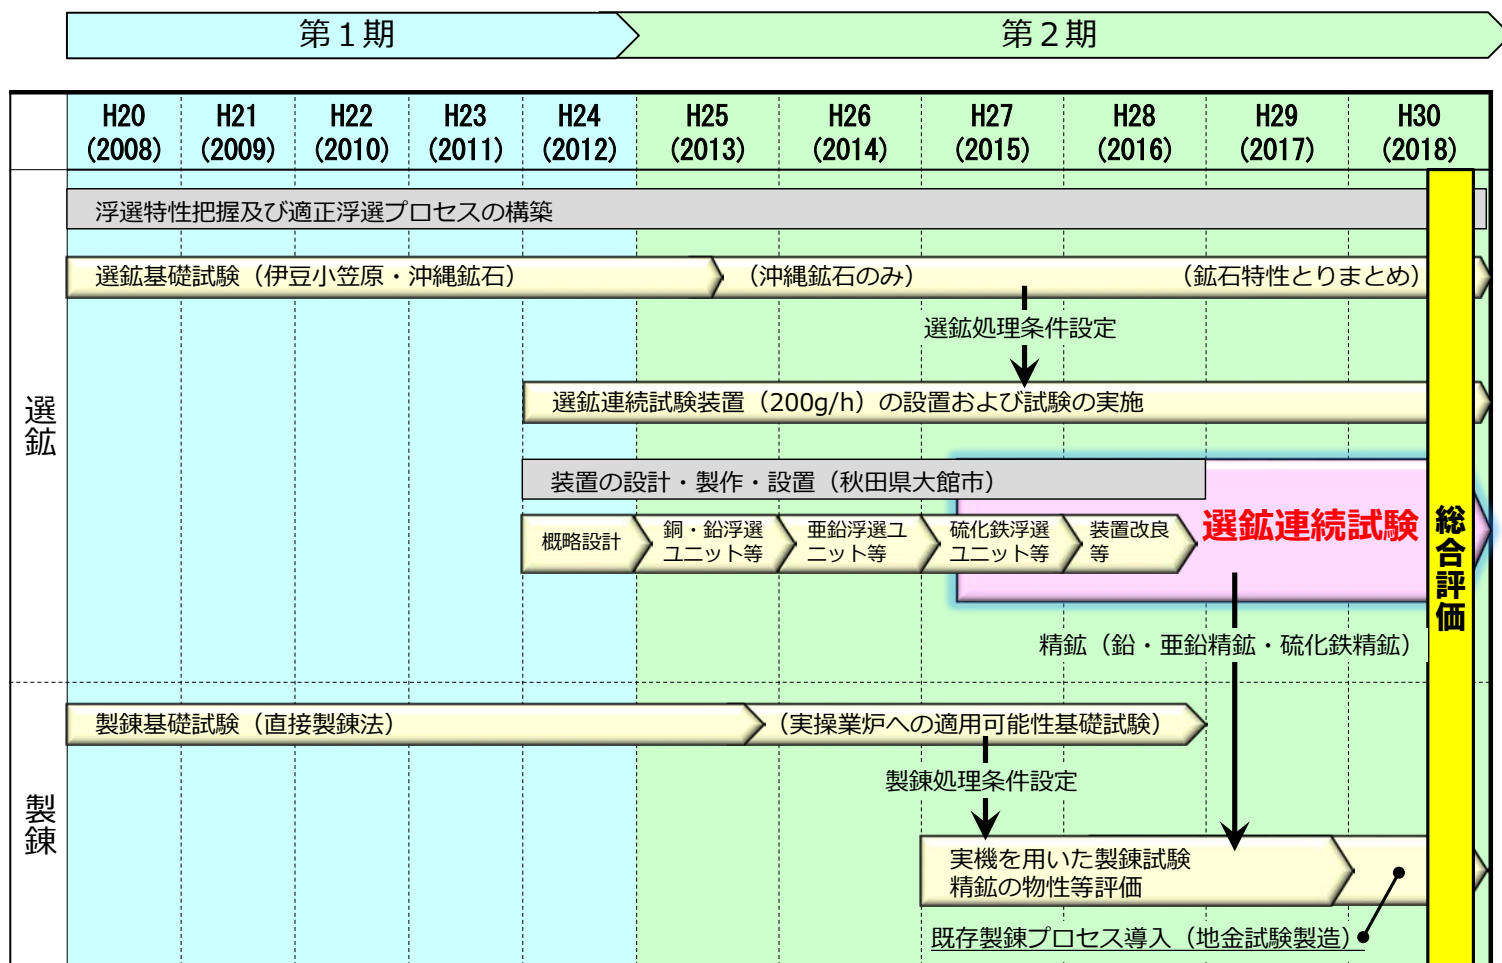 第１期
第２期
H20 H21 H22 H23 H24 H25 H26 H27 H28 H29 H30
(2008) (2009) (2010) (2011) (2012) (2013) (2014) (2015) (2016) (2017) (2018)
選鉱
浮選特性把握及び適正浮選プロセスの構築
選鉱基礎試験（伊豆小笠原・沖縄鉱石）
（沖縄鉱石のみ）
（鉱石特性とりまとめ）
選鉱処理条件設定
選鉱連続試験装置（200g/h）の設置および試験の実施
装置の設計・製作・設置（秋田県大館市）
概略設計
銅・鉛浮選
ユニット等
亜鉛浮選ユ
ニット等
硫化鉄浮選
ユニット等
装置改良
等
選鉱連続試験
総合評価
精鉱（鉛・亜鉛精鉱・硫化鉄精鉱）
製錬
製錬基礎試験（直接製錬法）
（実操業炉への適用可能性基礎試験）
製錬処理条件設定
実機を用いた製錬試験
精鉱の物性等評価
既存製錬プロセス導入（地金試験製造）